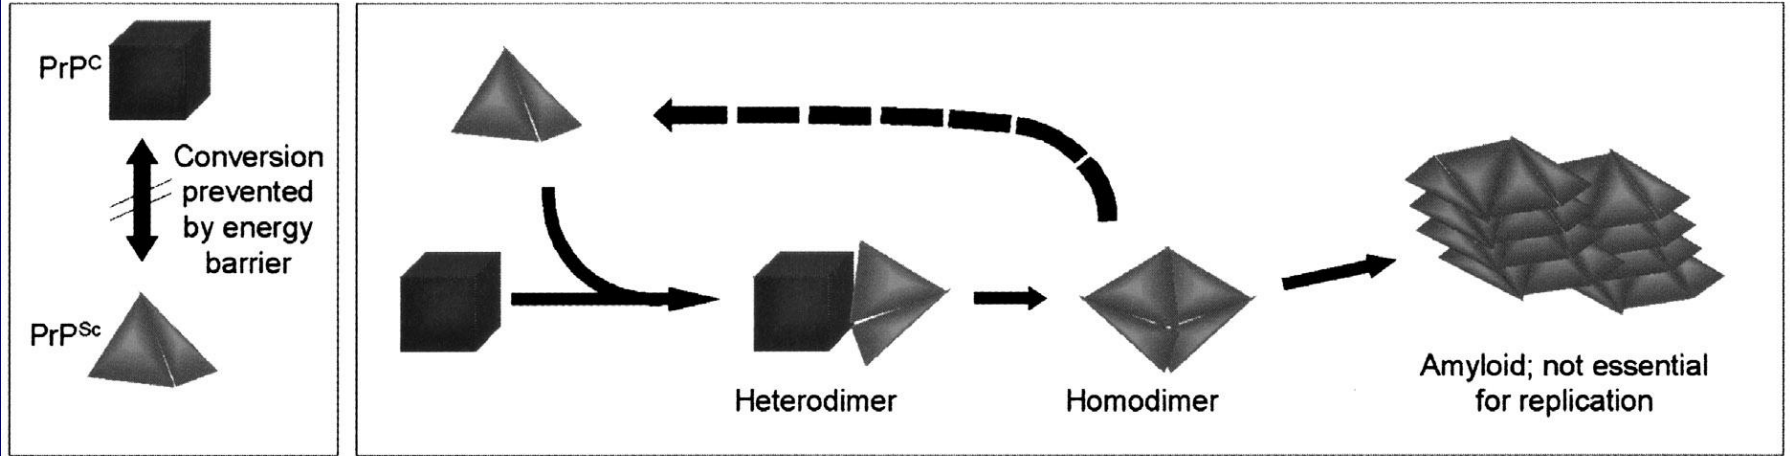 PrPᶜ
Conversion
prevented
by energy
barrier
PrPˢᶜ
Heterodimer
Homodimer
Amyloid; not essential
for replication